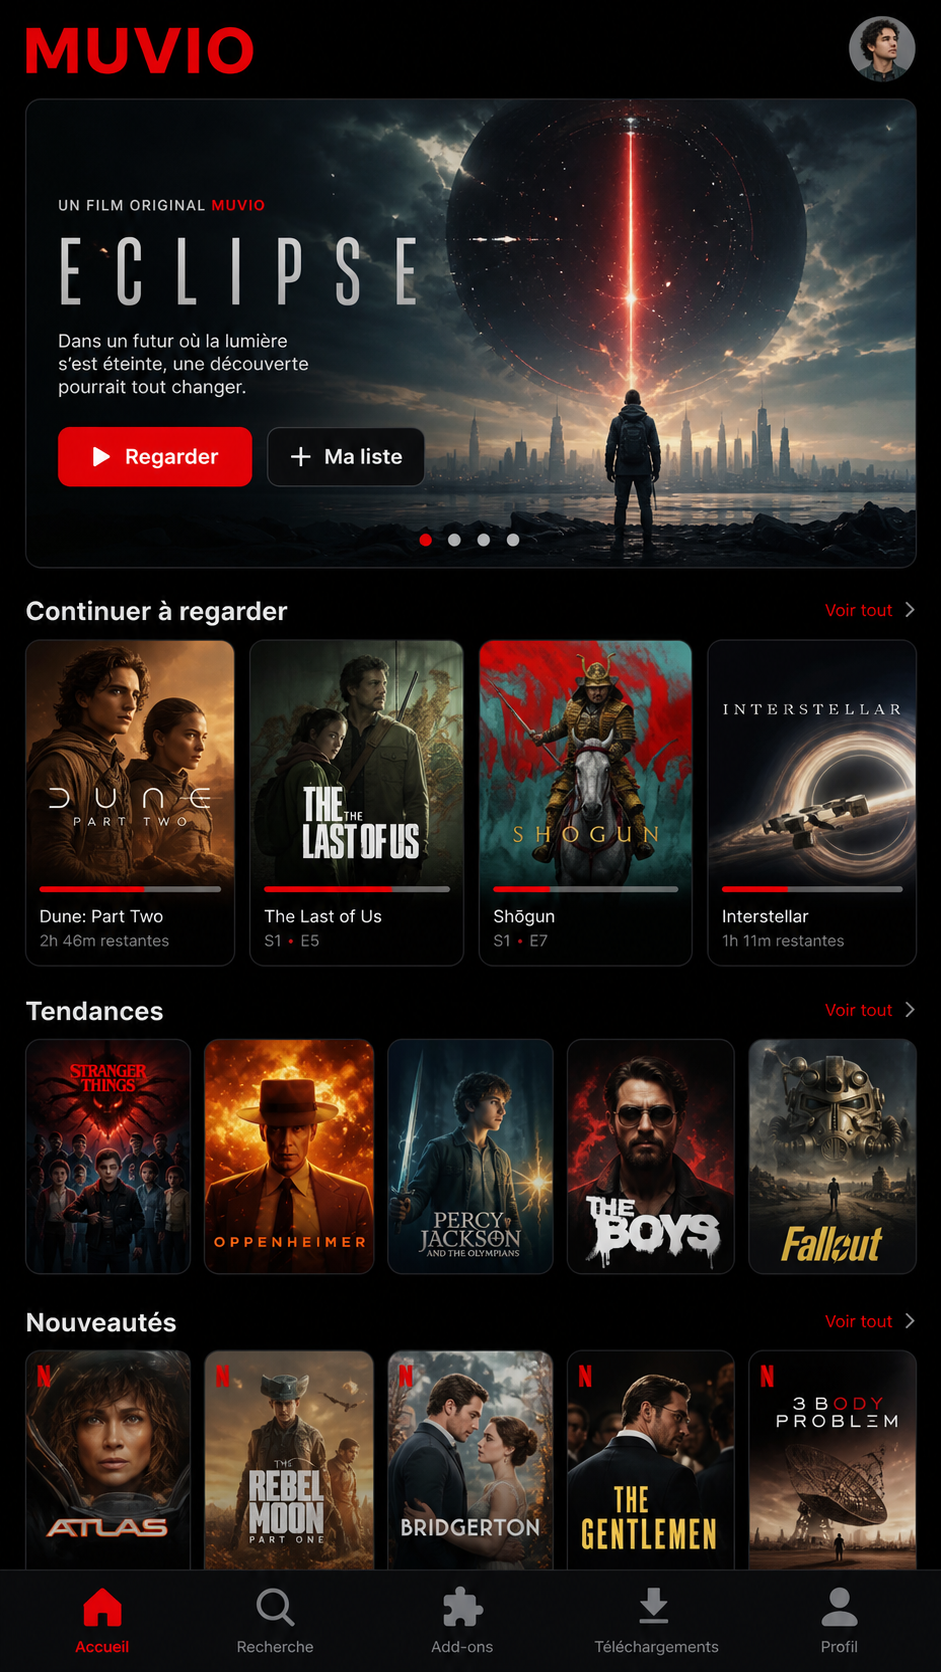 MUVIO
UN FILM ORIGINAL MUVIO
ECLIPSE
Dans un futur où la lumière
s'est éteinte, une découverte
pourrait tout changer.
Regarder
Ma liste
Continuer à regarder
Voir tout
DUNE
PART TWO
Dune: Part Two
2h 46m restantes
THE
THE
LAST OF US
The Last of Us
S1 • E5
SHOGUN
Shōgun
S1 • E7
INTERSTELLAR
Interstellar
1h 11m restantes
Tendances
Voir tout
STRANGER
THINGS
OPPENHEIMER
PERCY
JACKSON
AND THE OLYMPIANS
THE
BOYS
Fallout
Nouveautés
Voir tout
N
ATLAS
N
THE
REBEL
MOON
PART ONE
N
BRIDGERTON
N
THE
GENTLEMEN
N
3 BODY
PROBLEM
Accueil
Recherche
Add-ons
Téléchargements
Profil